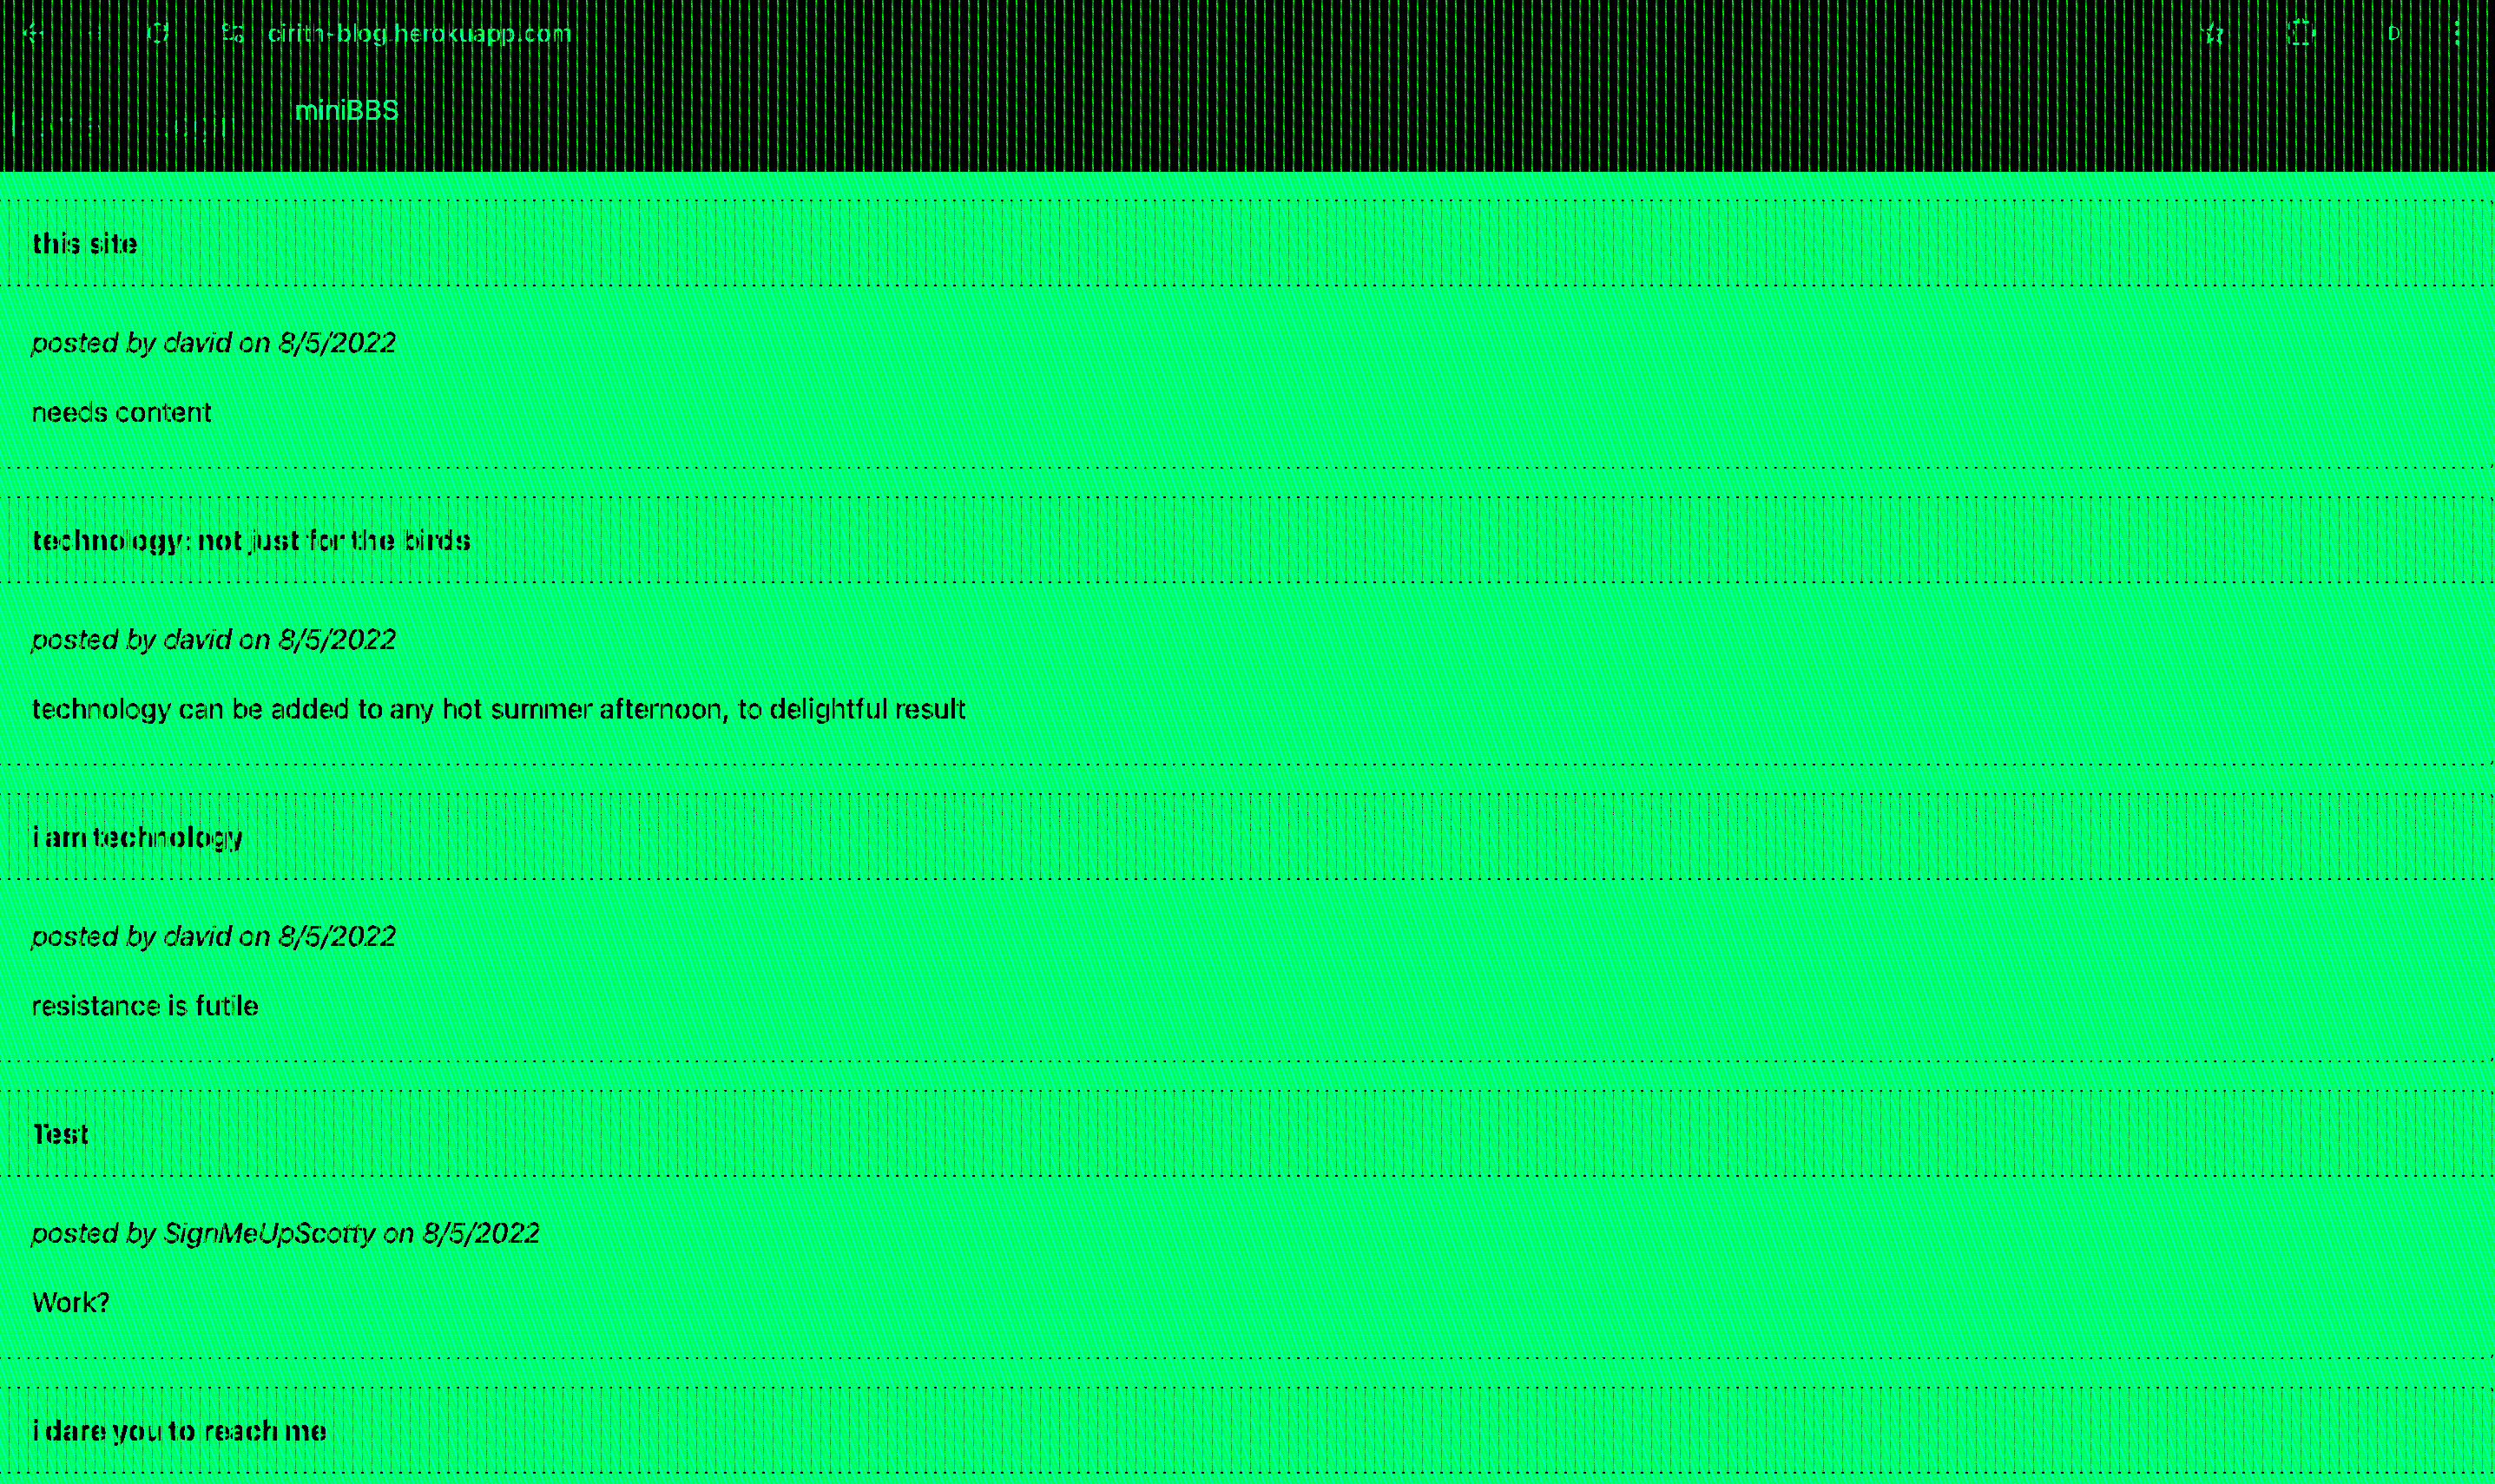 cirith-blog.herokuapp.com
D
miniBBS
this site
posted by david on 8/5/2022
needs content
technology: not just for the birds
posted by david on 8/5/2022
technology can be added to any hot summer afternoon, to delightful result
i am technology
posted by david on 8/5/2022
resistance is futile
Test
posted by SignMeUpScotty on 8/5/2022
Work?
i dare you to reach me